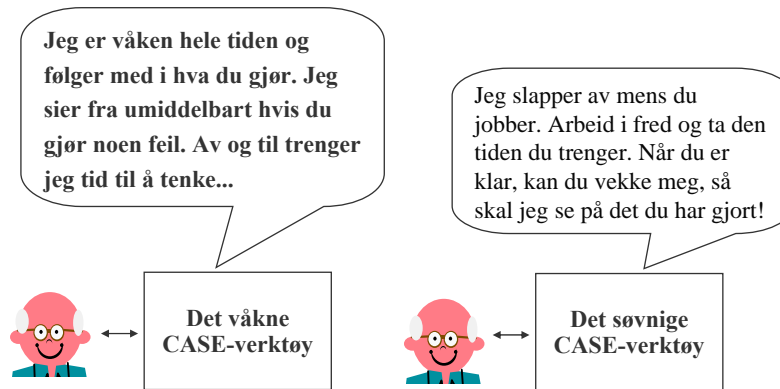 Jeg er våken hele tiden og
følger med i hva du gjør. Jeg
sier fra umiddelbart hvis du
gjør noen feil. Av og til trenger
jeg tid til å tenke...
Jeg slapper av mens du
jobber. Arbeid i fred og ta den
tiden du trenger. Når du er
klar, kan du vekke meg, så
skal jeg se på det du har gjort!
Det våkne
CASE-verktøy
Det søvnige
CASE-verktøy